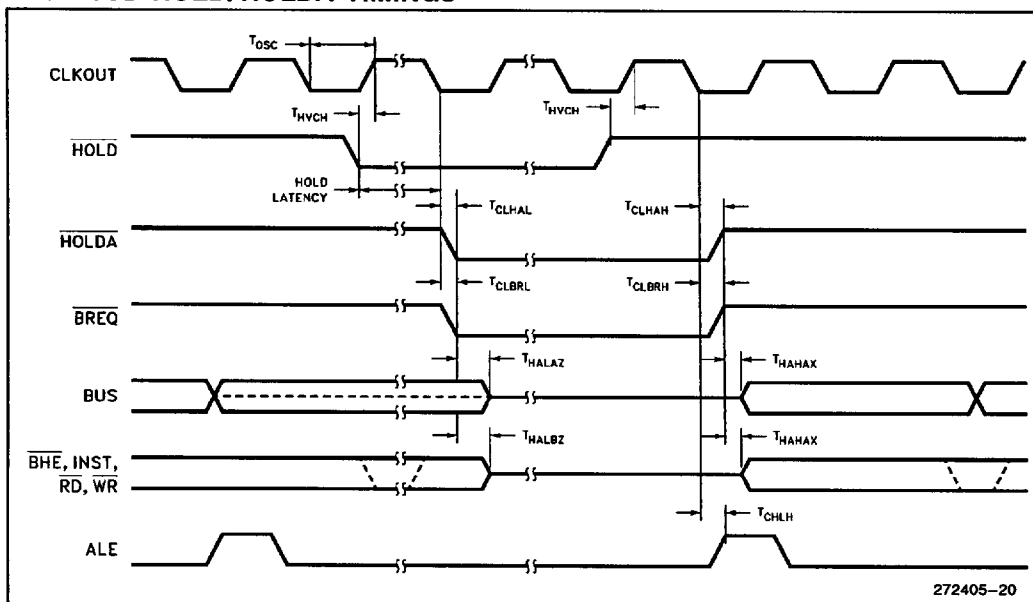 T_OSC
CLKOUT
T_HVCH
T_HVCH
HOLD
HOLD
LATENCY
T_CLHAL
T_CLHAH
HOLDA
T_CLBRL
T_CLBRH
BREQ
T_HALAZ
T_HAHAX
BUS
T_HALBZ
T_HAHAX
BHE, INST,
RD, WR
T_CHLH
ALE
272405-20